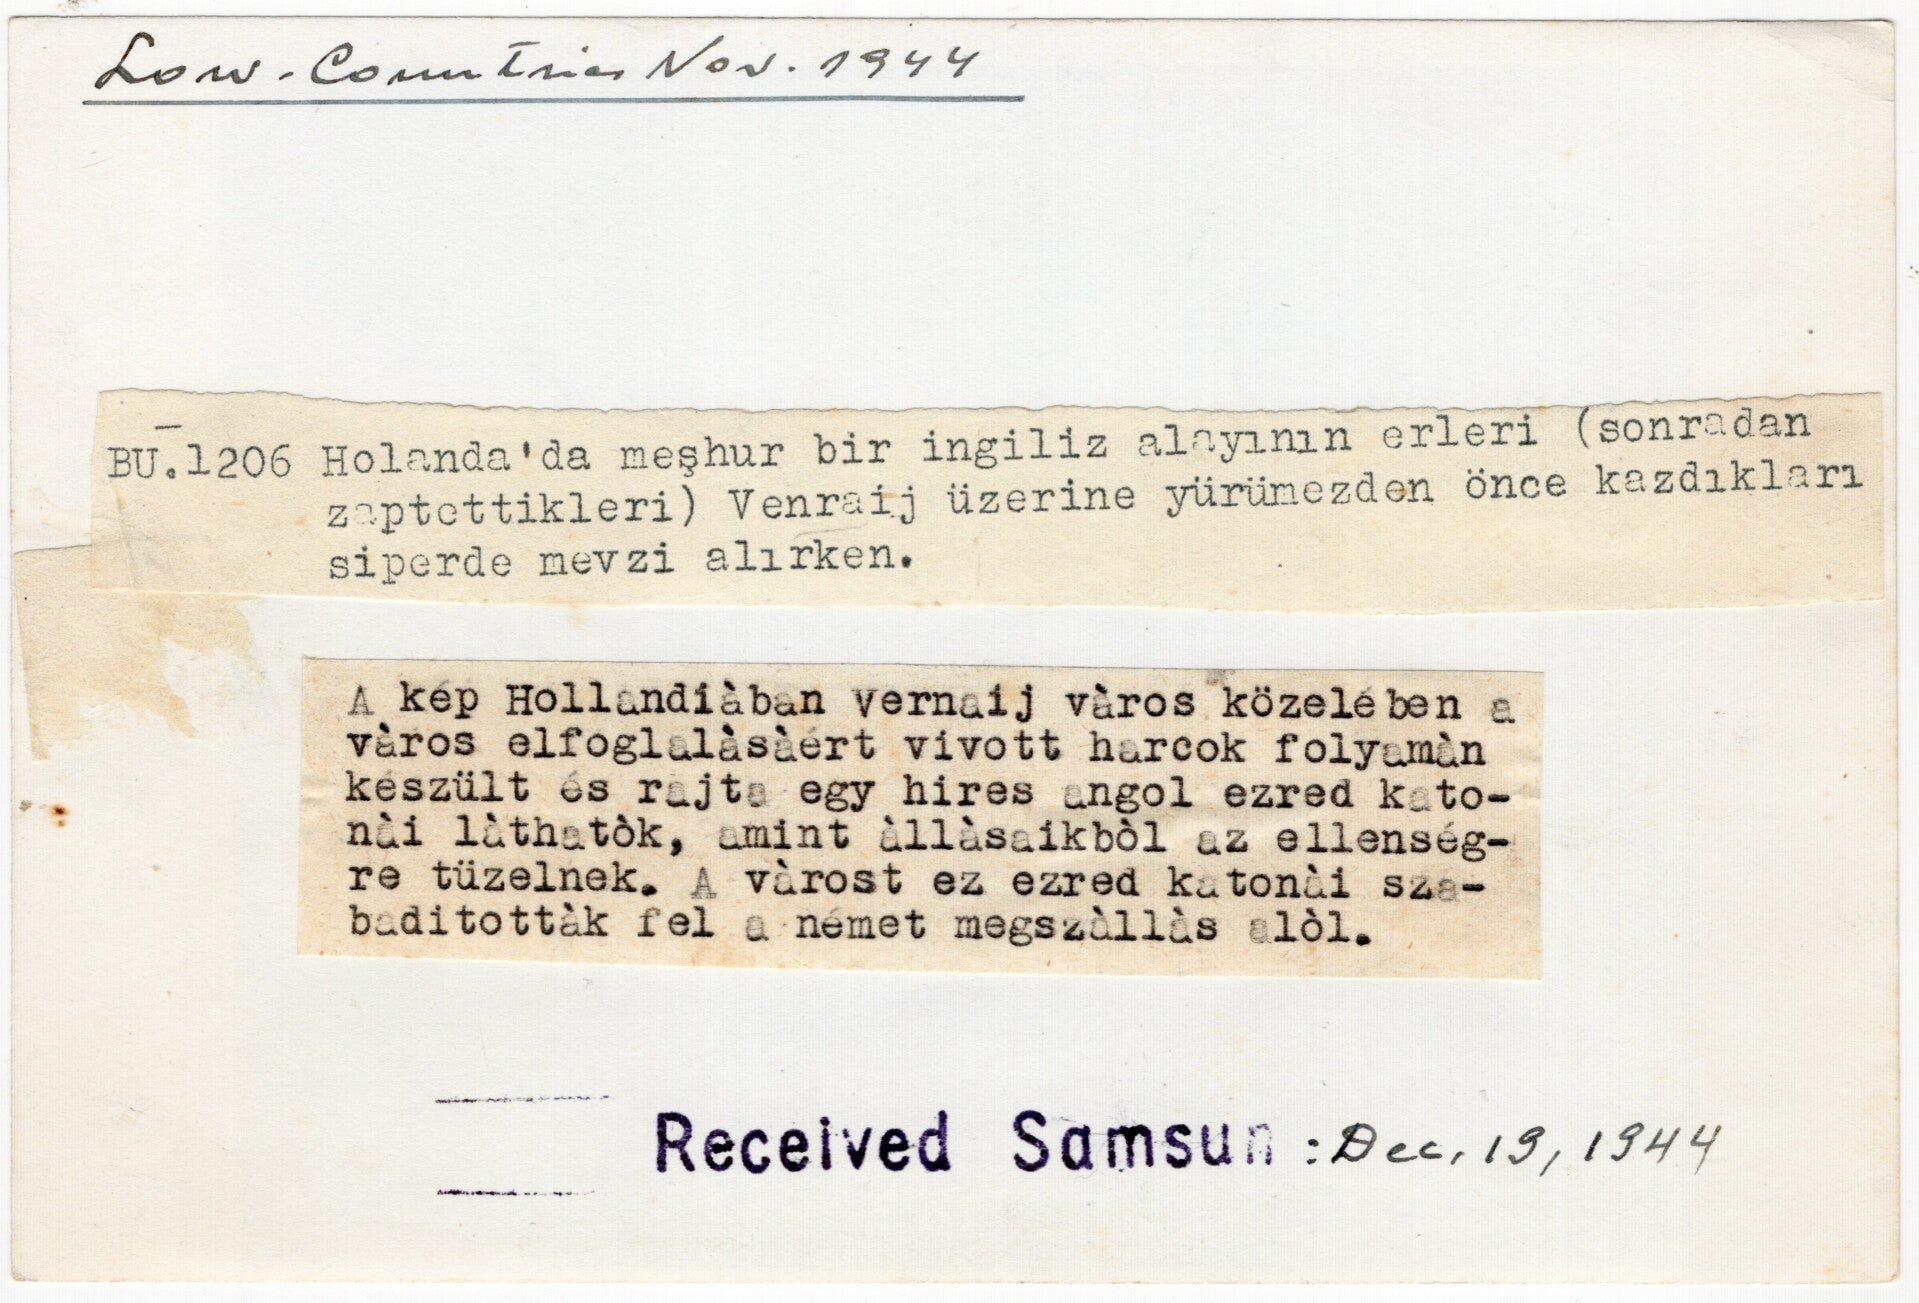 Low-Countries Nov. 1944
BU.1206 Holanda'da meşhur bir ingiliz alayının erleri (sonradan
zaptettikleri) Venraij üzerine yürümezden önce kazdıkları
siperde mevzi alırken.
A kép Hollandiàban Vernaij vàros közelében a
vàros elfoglalàsàért vivott harcok folyamàn
készült és rajta egy hires angol ezred kato-
nài làthatòk, amint àllàsaikbòl az ellenség-
re tüzelnek. A vàrost ez ezred katonài sza-
baditottàk fel a német megszàllàs alòl.
Received Samsun : Dec, 19, 1944